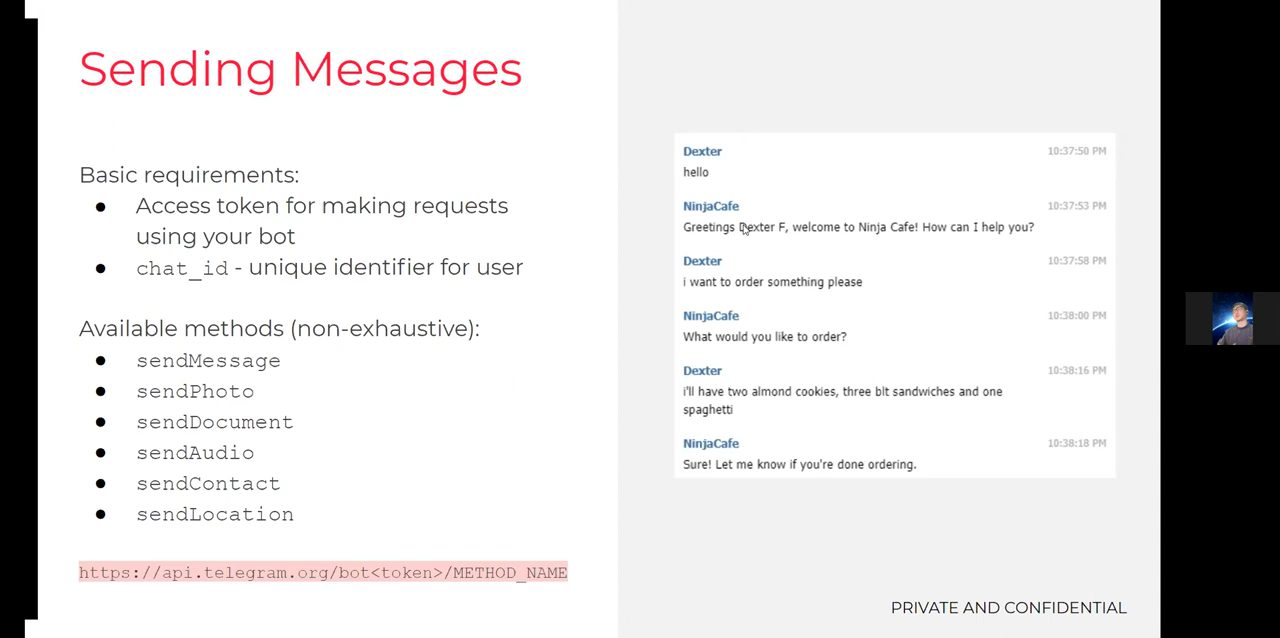 Sending Messages
Basic requirements:
● Access token for making requests
using your bot
● chat_id - unique identifier for user
Available methods (non-exhaustive):
● sendMessage
● sendPhoto
● sendDocument
● sendAudio
● sendContact
● sendLocation
https://api.telegram.org/bot<token>/METHOD_NAME
Dexter 10:37:50 PM
hello
NinjaCafe 10:37:53 PM
Greetings Dexter F, welcome to Ninja Cafe! How can I help you?
Dexter 10:37:58 PM
i want to order something please
NinjaCafe 10:38:00 PM
What would you like to order?
Dexter 10:38:16 PM
i'll have two almond cookies, three blt sandwiches and one
spaghetti
NinjaCafe 10:38:18 PM
Sure! Let me know if you're done ordering.
PRIVATE AND CONFIDENTIAL